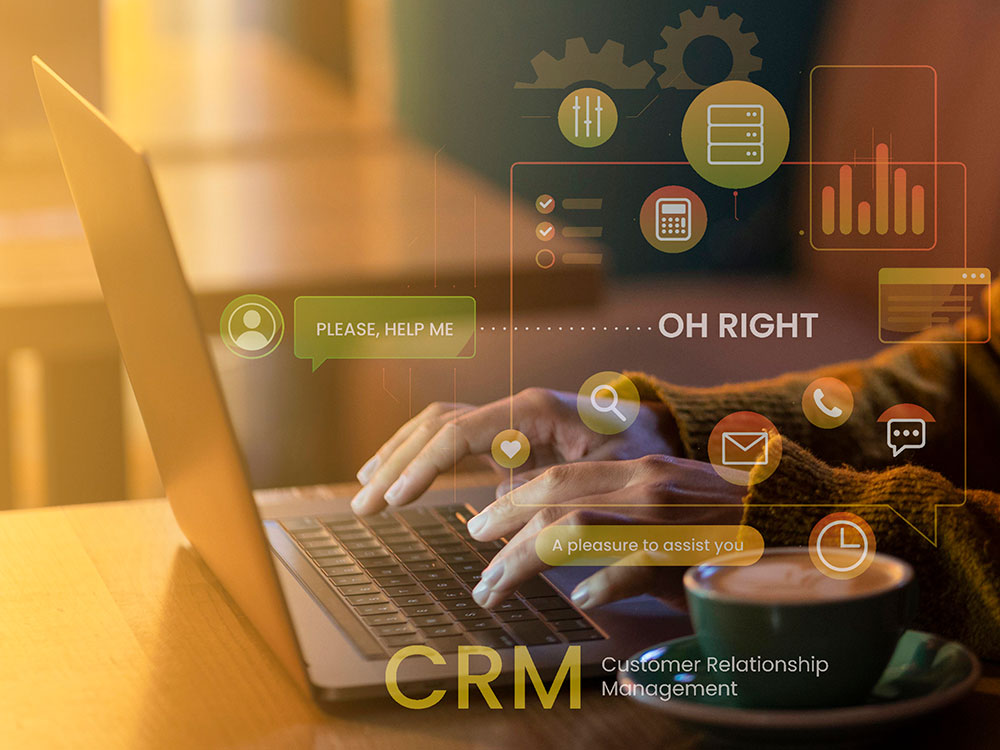 PLEASE, HELP ME
OH RIGHT
A pleasure to assist you
CRM
Customer Relationship
Management